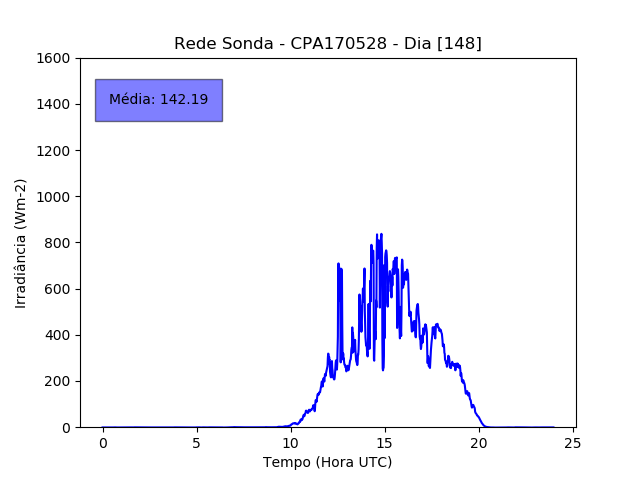 Rede Sonda - CPA170528 - Dia [148]
1600
1400
1200
1000
800
600
400
200
0
Média: 142.19
Irradiância (Wm-2)
0 5 10 15 20 25
Tempo (Hora UTC)